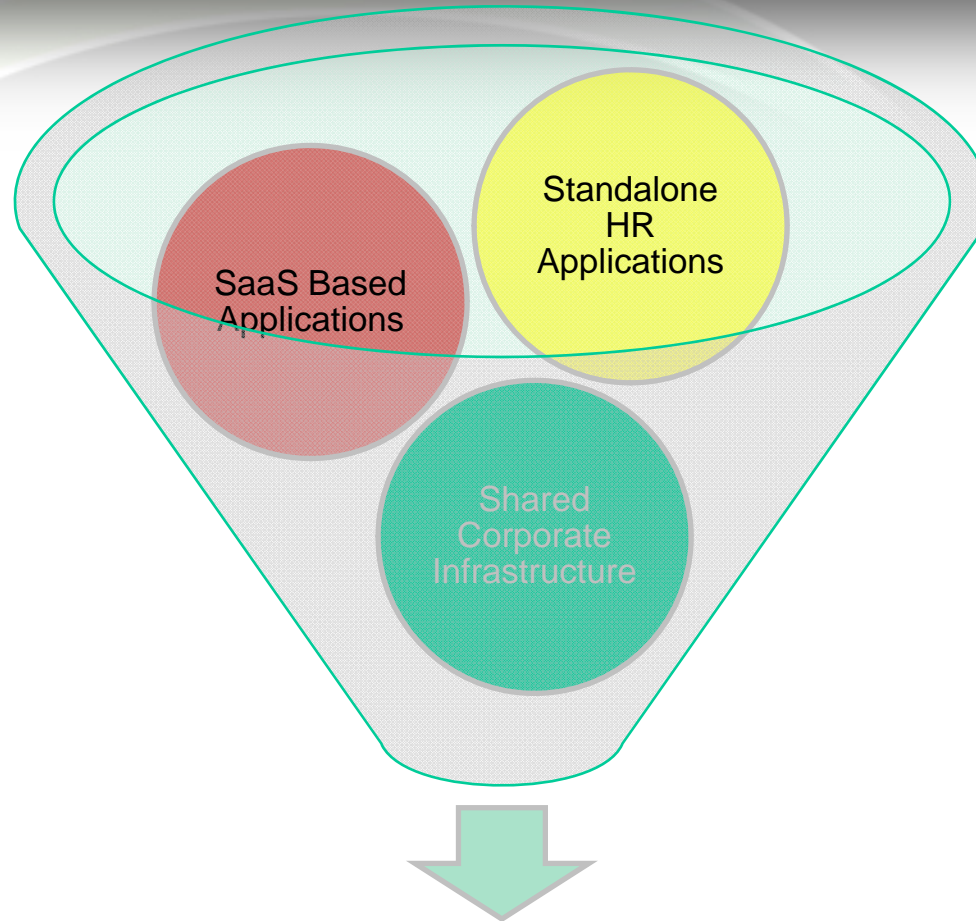 Standalone
HR
Applications
SaaS Based
Applications
Shared
Corporate
Infrastructure